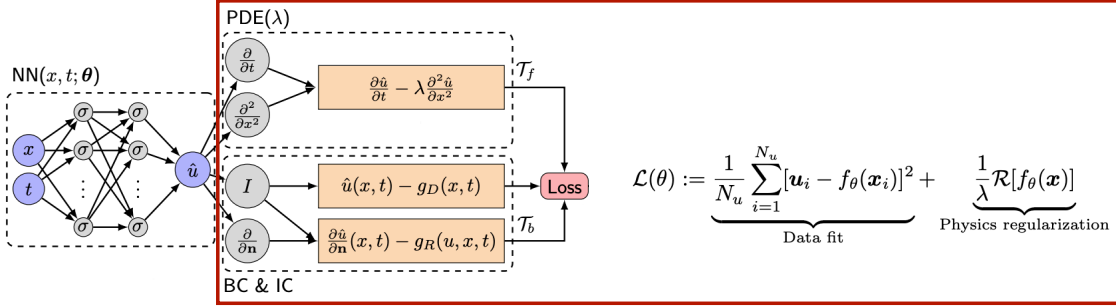 PDE(λ)
NN(x, t; θ)
∂/∂t
∂²/∂x²
∂û/∂t − λ ∂²û/∂x²
𝒯_f
x
t
σ σ
σ σ
⋮ ⋮
σ σ
û
I
û(x, t) − g_D(x, t)
∂/∂n
∂û/∂n(x, t) − g_R(u, x, t)
𝒯_b
BC & IC
Loss
ℒ(θ) := 1/N_u ∑_{i=1}^{N_u} [u_i − f_θ(x_i)]² + 1/λ ℛ[f_θ(x)]
Data fit
Physics regularization